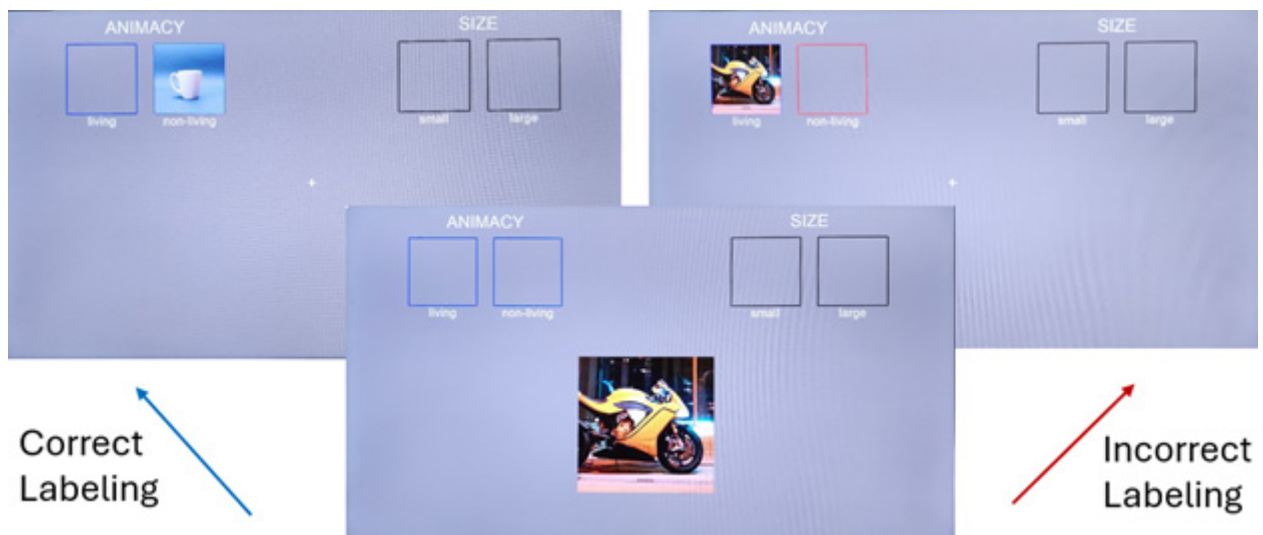 ANIMACY SIZE
living non-living small large
ANIMACY SIZE
living non-living small large
ANIMACY SIZE
living non-living small large
Correct
Labeling
Incorrect
Labeling